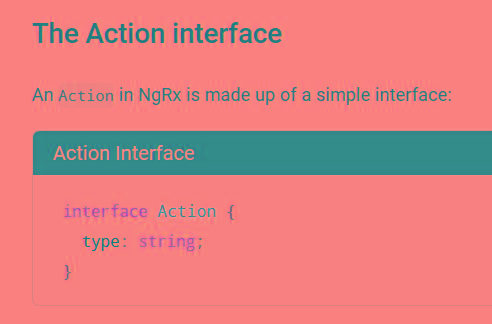 The Action interface
An Action in NgRx is made up of a simple interface:
Action Interface
interface Action {
  type: string;
}